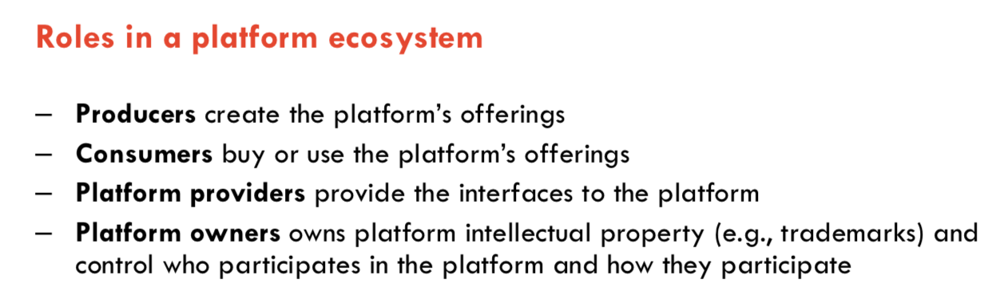 Roles in a platform ecosystem
– Producers create the platform’s offerings
– Consumers buy or use the platform’s offerings
– Platform providers provide the interfaces to the platform
– Platform owners owns platform intellectual property (e.g., trademarks) and
control who participates in the platform and how they participate